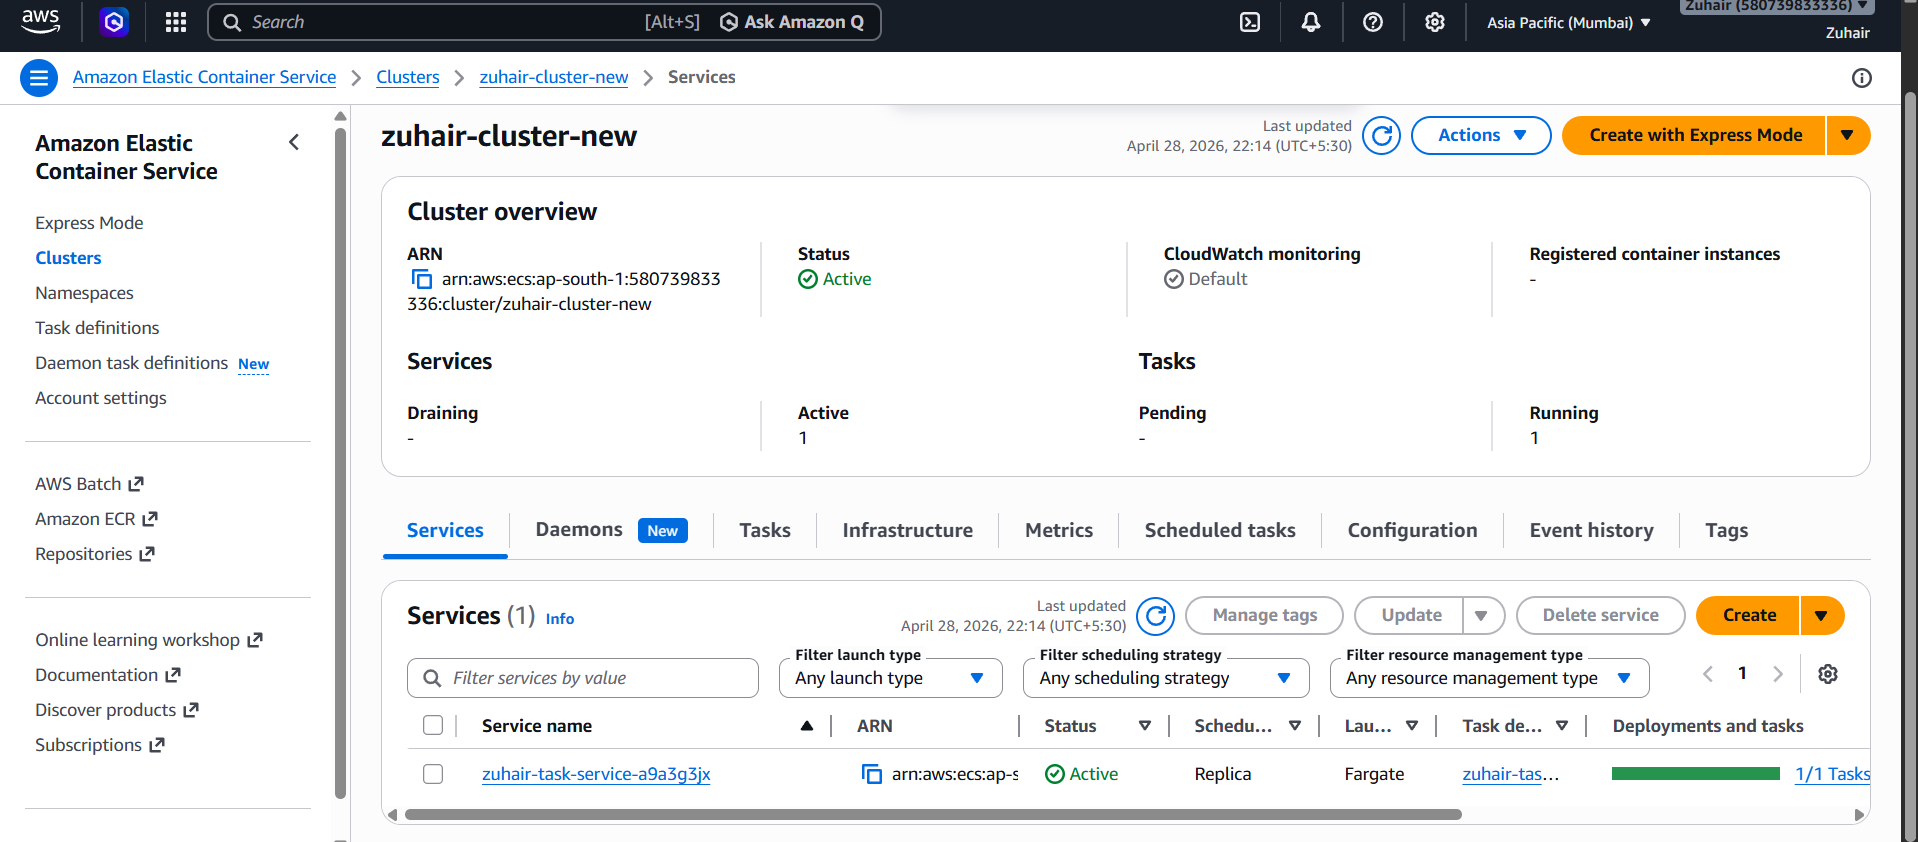 aws
Search [Alt+S] Ask Amazon Q
Asia Pacific (Mumbai)
Zuhair (580739833336)
Zuhair
Amazon Elastic Container Service
Clusters
zuhair-cluster-new
Services
Amazon Elastic
Container Service
Express Mode
Clusters
Namespaces
Task definitions
Daemon task definitions New
Account settings
AWS Batch
Amazon ECR
Repositories
Online learning workshop
Documentation
Discover products
Subscriptions
zuhair-cluster-new
Last updated
April 28, 2026, 22:14 (UTC+5:30)
Actions
Create with Express Mode
Cluster overview
ARN
arn:aws:ecs:ap-south-1:580739833
336:cluster/zuhair-cluster-new
Status
Active
CloudWatch monitoring
Default
Registered container instances
-
Services
Tasks
Draining
-
Active
1
Pending
-
Running
1
Services
Daemons New
Tasks
Infrastructure
Metrics
Scheduled tasks
Configuration
Event history
Tags
Services (1) Info
Last updated
April 28, 2026, 22:14 (UTC+5:30)
Manage tags
Update
Delete service
Create
Filter services by value
Filter launch type
Any launch type
Filter scheduling strategy
Any scheduling strategy
Filter resource management type
Any resource management type
1
Service name ARN Status Schedu... Lau... Task de... Deployments and tasks
zuhair-task-service-a9a3g3jx arn:aws:ecs:ap-s Active Replica Fargate zuhair-tas... 1/1 Tasks